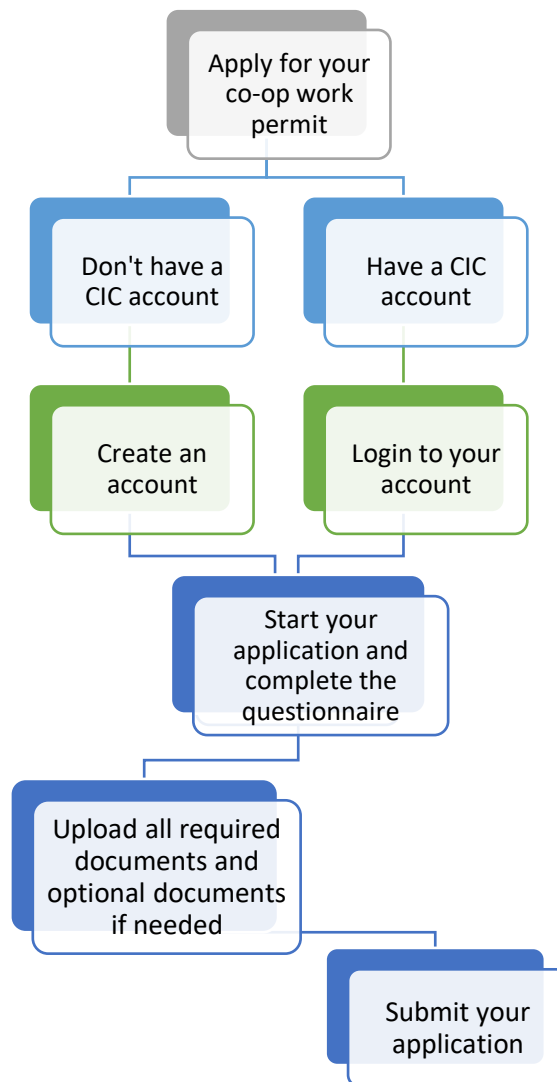 Apply for your
co-op work
permit
Don't have a
CIC account
Have a CIC
account
Create an
account
Login to your
account
Start your
application and
complete the
questionnaire
Upload all required
documents and
optional documents
if needed
Submit your
application